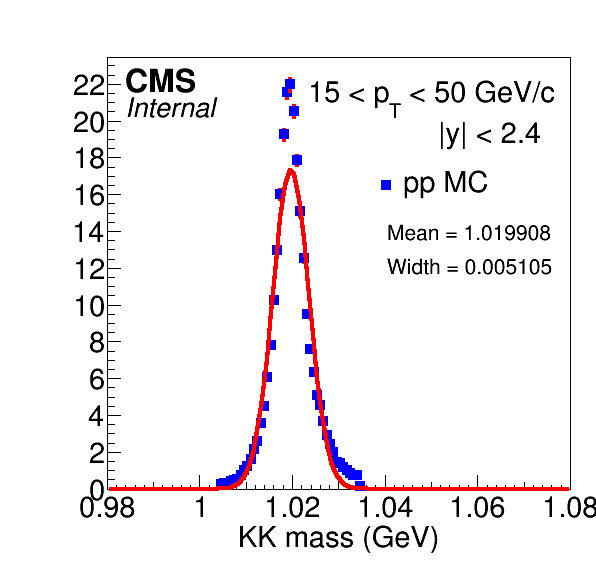 CMS
Internal
15 < p_T < 50 GeV/c
|y| < 2.4
pp MC
Mean = 1.019908
Width = 0.005105
22
20
18
16
14
12
10
8
6
4
2
0
0.98 1 1.02 1.04 1.06 1.08
KK mass (GeV)